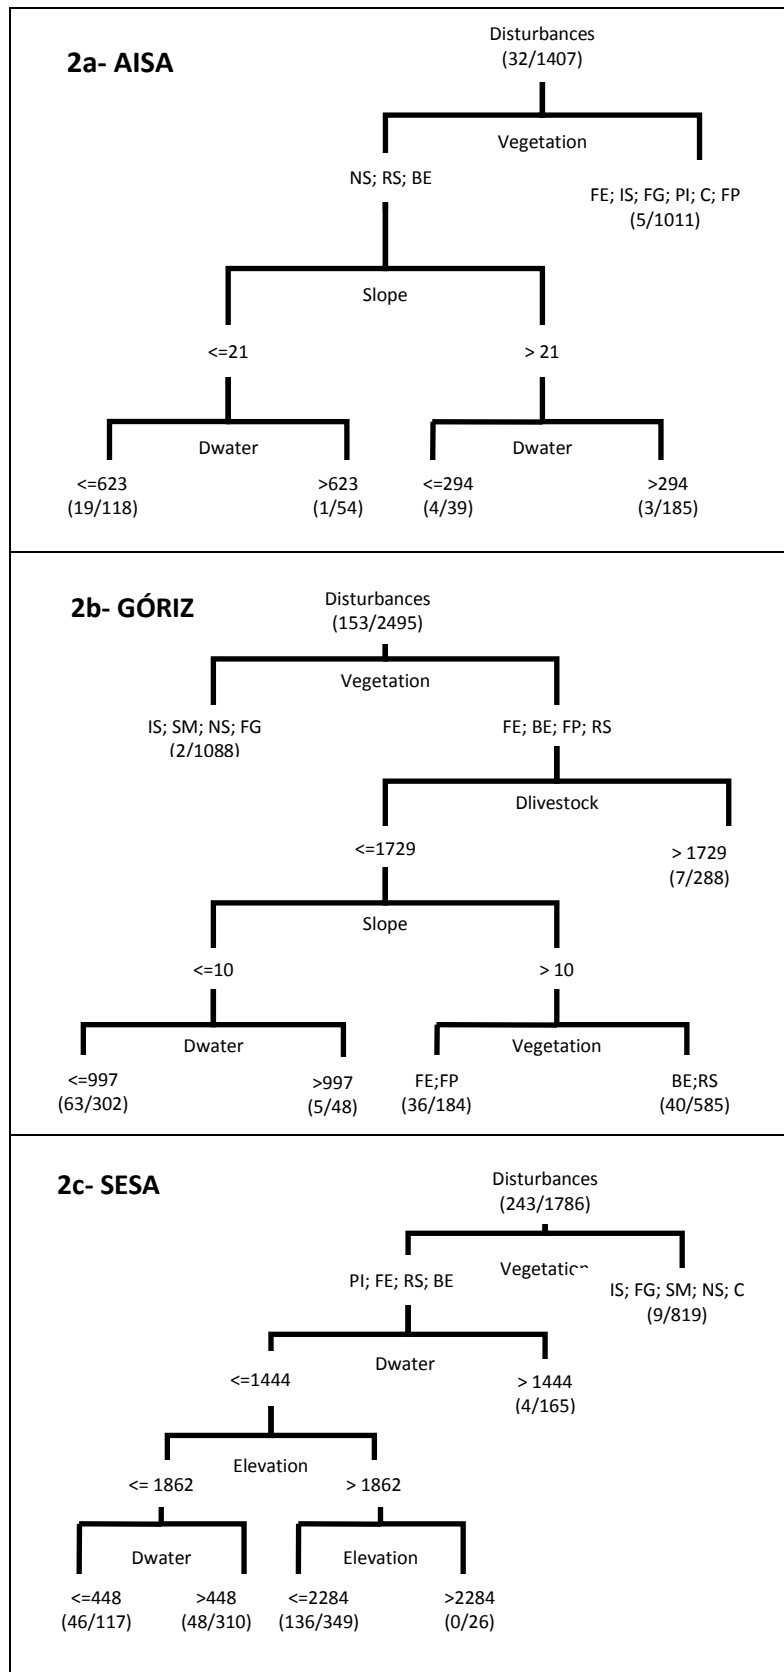 2a- AISA
Disturbances
(32/1407)
Vegetation
NS; RS; BE
FE; IS; FG; PI; C; FP
(5/1011)
Slope
<=21
> 21
Dwater
Dwater
<=623
(19/118)
>623
(1/54)
<=294
(4/39)
>294
(3/185)
2b- GÓRIZ
Disturbances
(153/2495)
Vegetation
IS; SM; NS; FG
(2/1088)
FE; BE; FP; RS
Dlivestock
<=1729
> 1729
(7/288)
Slope
<=10
> 10
Dwater
Vegetation
<=997
(63/302)
>997
(5/48)
FE;FP
(36/184)
BE;RS
(40/585)
2c- SESA
Disturbances
(243/1786)
Vegetation
PI; FE; RS; BE
IS; FG; SM; NS; C
(9/819)
Dwater
<=1444
> 1444
(4/165)
Elevation
<= 1862
> 1862
Dwater
Elevation
<=448
(46/117)
>448
(48/310)
<=2284
(136/349)
>2284
(0/26)